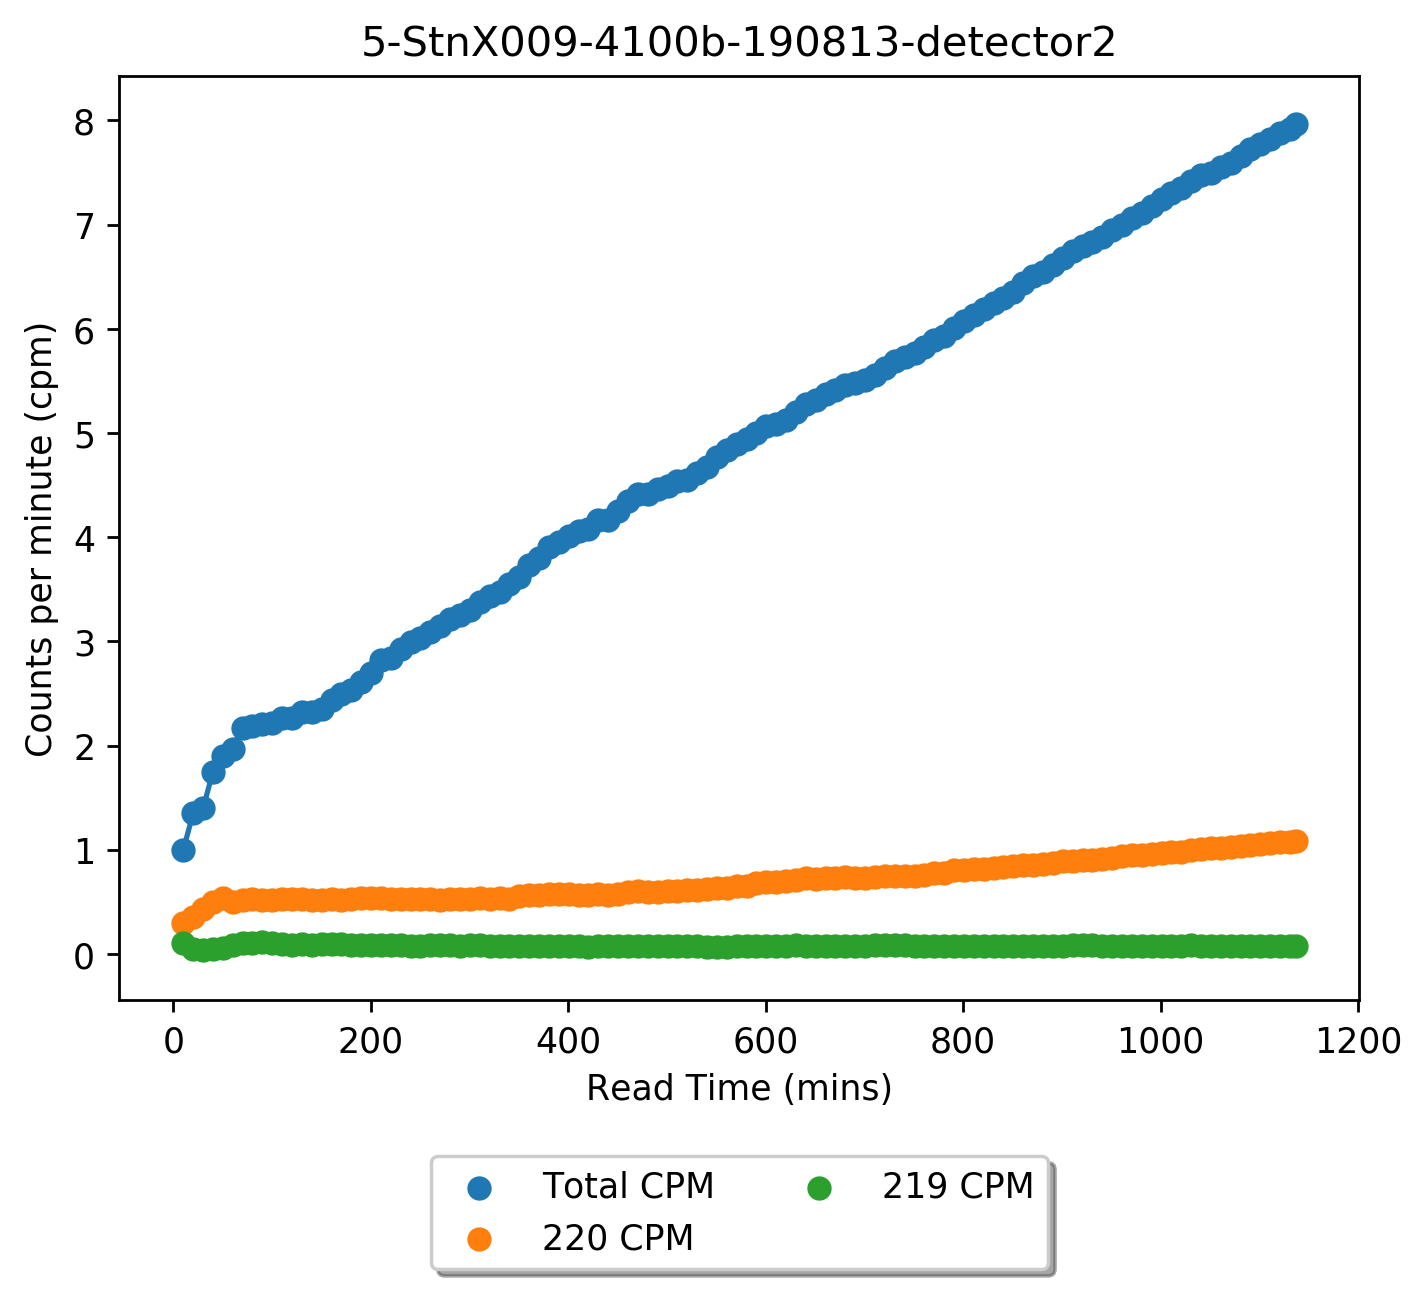 5-StnX009-4100b-190813-detector2
Counts per minute (cpm)
8
7
6
5
4
3
2
1
0
0 200 400 600 800 1000 1200
Read Time (mins)
Total CPM 219 CPM
220 CPM